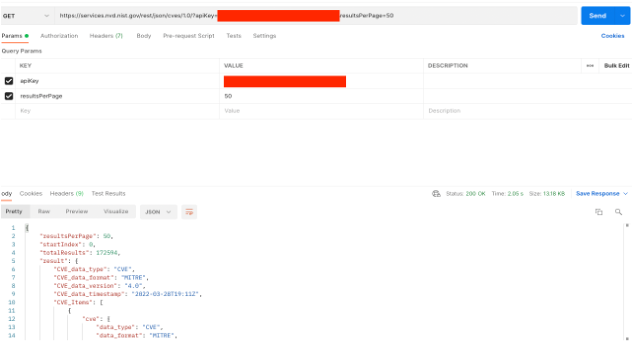 GET https://services.nvd.nist.gov/rest/json/cves/1.0/?apiKey= resultsPerPage=50 Send
Params Authorization Headers (7) Body Pre-request Script Tests Settings Cookies
Query Params
KEY VALUE DESCRIPTION Bulk Edit
apiKey
resultsPerPage 50
Key Value Description
ody Cookies Headers (9) Test Results Status: 200 OK Time: 2.05 s Size: 13.18 KB Save Response
Pretty Raw Preview Visualize JSON
1 {
2 "resultsPerPage": 50,
3 "startIndex": 0,
4 "totalResults": 172594,
5 "result": {
6 "CVE_data_type": "CVE",
7 "CVE_data_format": "MITRE",
8 "CVE_data_version": "4.0",
9 "CVE_data_timestamp": "2022-03-28T19:11Z",
10 "CVE_Items": [
11 {
12 "cve": {
13 "data_type": "CVE",
14 "data_format": "MITRE",